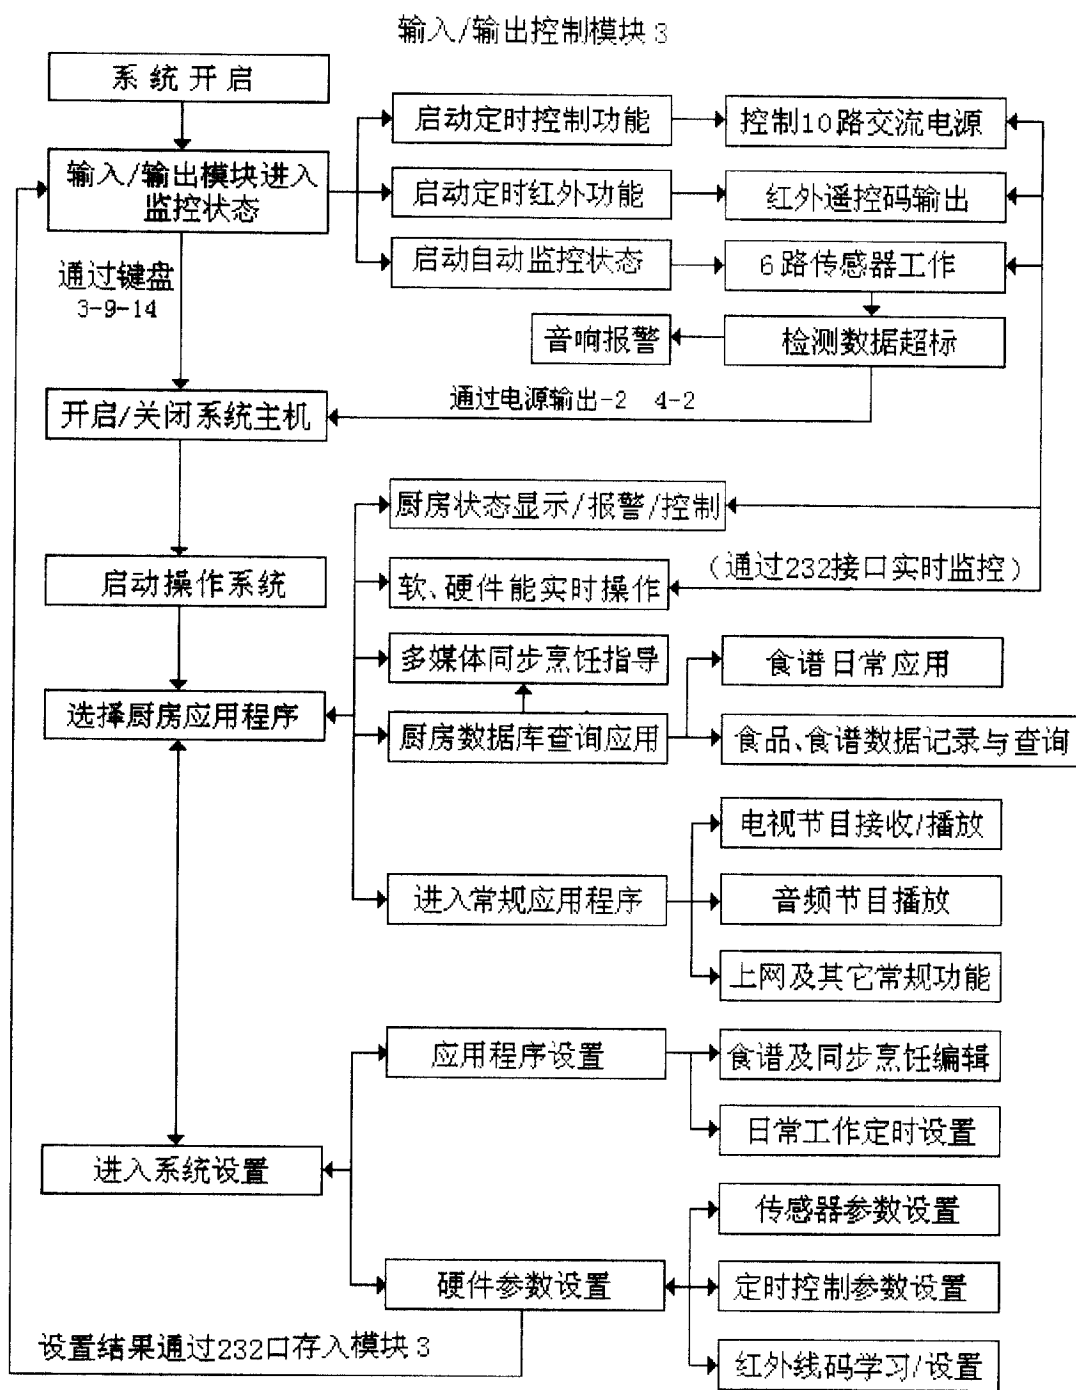 输入/输出控制模块3
系统开启
启动定时控制功能
控制10路交流电源
输入/输出模块进入
监控状态
启动定时红外功能
红外遥控码输出
启动自动监控状态
6路传感器工作
通过键盘
3-9-14
音响报警
检测数据超标
通过电源输出-2 4-2
开启/关闭系统主机
厨房状态显示/报警/控制
(通过232接口实时监控)
启动操作系统
软、硬件能实时操作
多媒体同步烹饪指导
食谱日常应用
选择厨房应用程序
厨房数据库查询应用
食品、食谱数据记录与查询
电视节目接收/播放
进入常规应用程序
音频节目播放
上网及其它常规功能
应用程序设置
食谱及同步烹饪编辑
日常工作定时设置
进入系统设置
传感器参数设置
硬件参数设置
定时控制参数设置
设置结果通过232口存入模块3
红外线码学习/设置